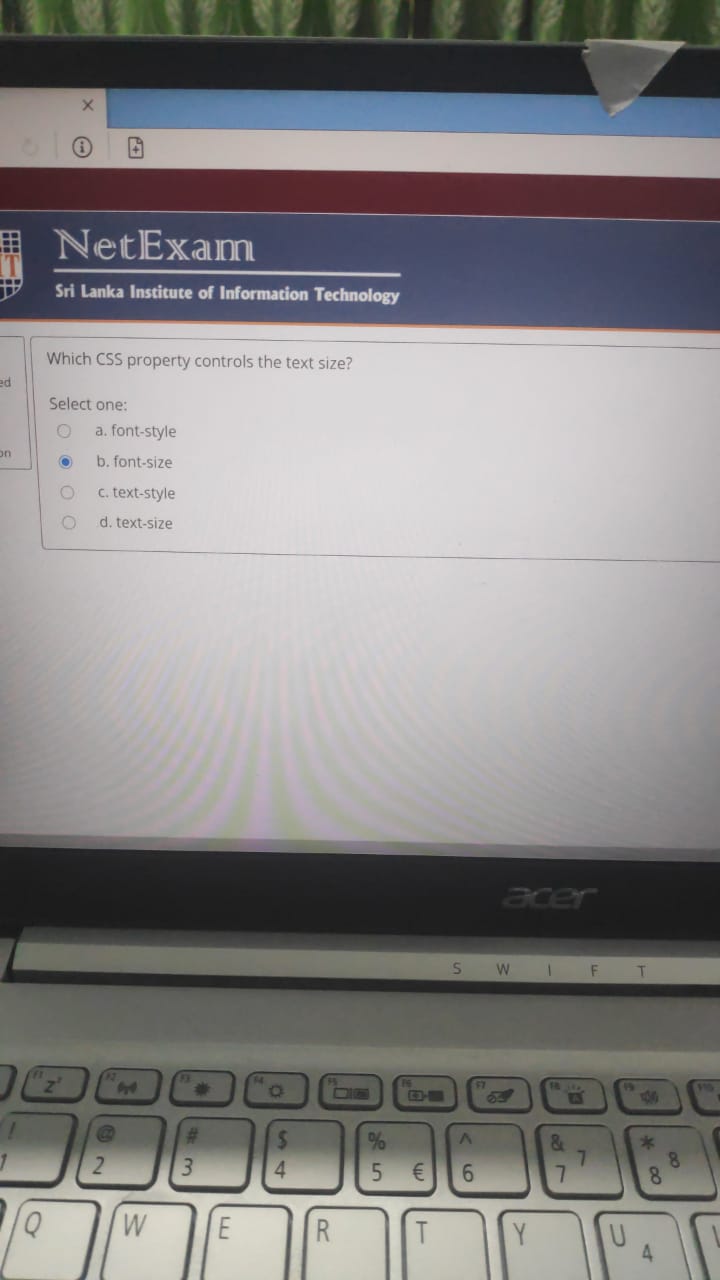 IT
NetExam
Sri Lanka Institute of Information Technology
ed
on
Which CSS property controls the text size?
Select one:
a. font-style
b. font-size
c. text-style
d. text-size
acer
S W I F T
F1 F2 F3 F4 F5 F6 F7 F8 F9 F10
! @ # $ % ^ & 7 * 8
1 2 3 4 5 € 6 7 8
Q W E R T Y U 4